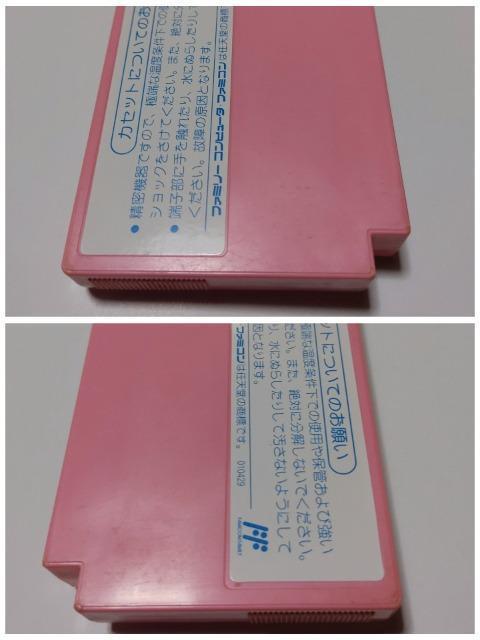 カセットについてのお
精密機器ですので、極端な温度条件下での使
ショックをさけてください。また、絶対に分
端子部に手を触れたり、水にぬらしたりして
ください。故障の原因となります。
ファミリー コンピュータ ファミコンは任天堂の商標
ットについてのお願い
極端な温度条件下での使用や保管および強い
ださい。また、絶対に分解しないでください。
り、水にぬらしたりして汚さないようにして
因となります。
ファミコンは任天堂の商標です。 010429